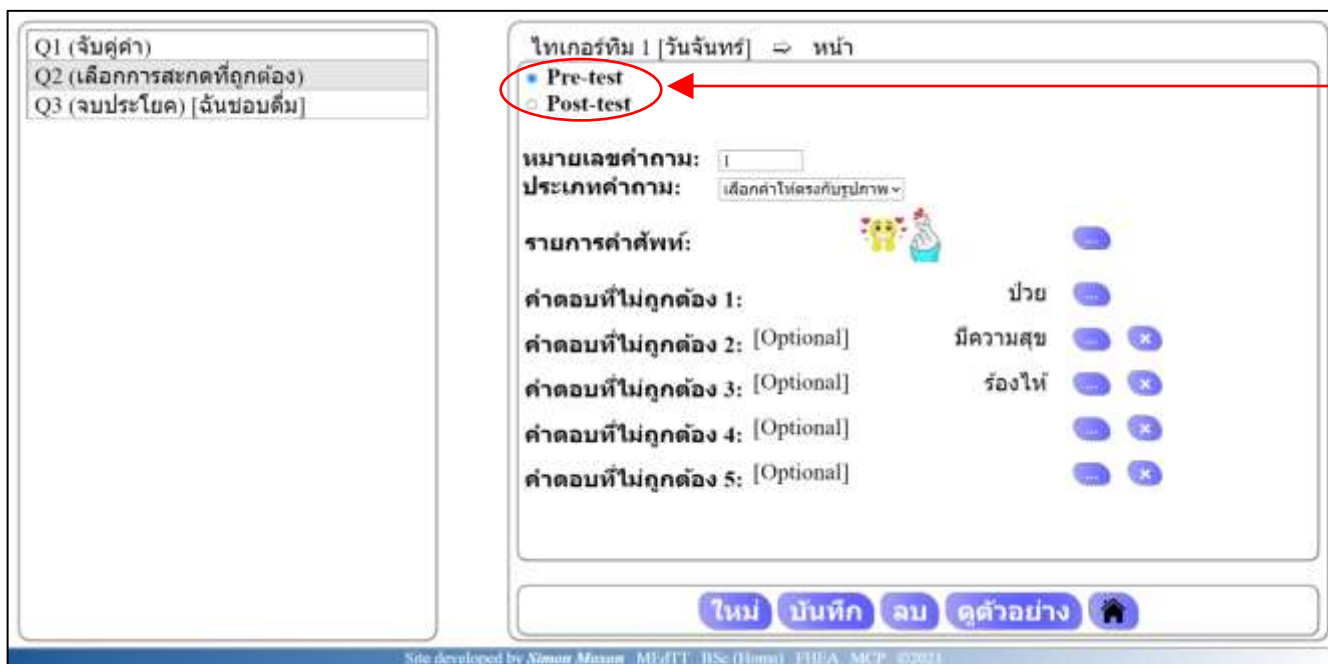 Q1 (จับคู่คำ)
Q2 (เลือกการสะกดที่ถูกต้อง)
Q3 (จบประโยค) [ฉันชอบดื่ม]
ไทเกอร์ทีม 1 [วันจันทร์] ⇨ หน้า
Pre-test
Post-test
หมายเลขคำถาม: 1
ประเภทคำถาม: เลือกคำให้ตรงกับรูปภาพ
รายการคำศัพท์: ...
คำตอบที่ไม่ถูกต้อง 1: ป่วย ...
คำตอบที่ไม่ถูกต้อง 2: [Optional] มีความสุข ... ×
คำตอบที่ไม่ถูกต้อง 3: [Optional] ร้องไห้ ... ×
คำตอบที่ไม่ถูกต้อง 4: [Optional] ... ×
คำตอบที่ไม่ถูกต้อง 5: [Optional] ... ×
ใหม่ บันทึก ลบ ดูตัวอย่าง
Site developed by Simon Moxon MEdTT BSc (Hons) FHEA MCP ©2021